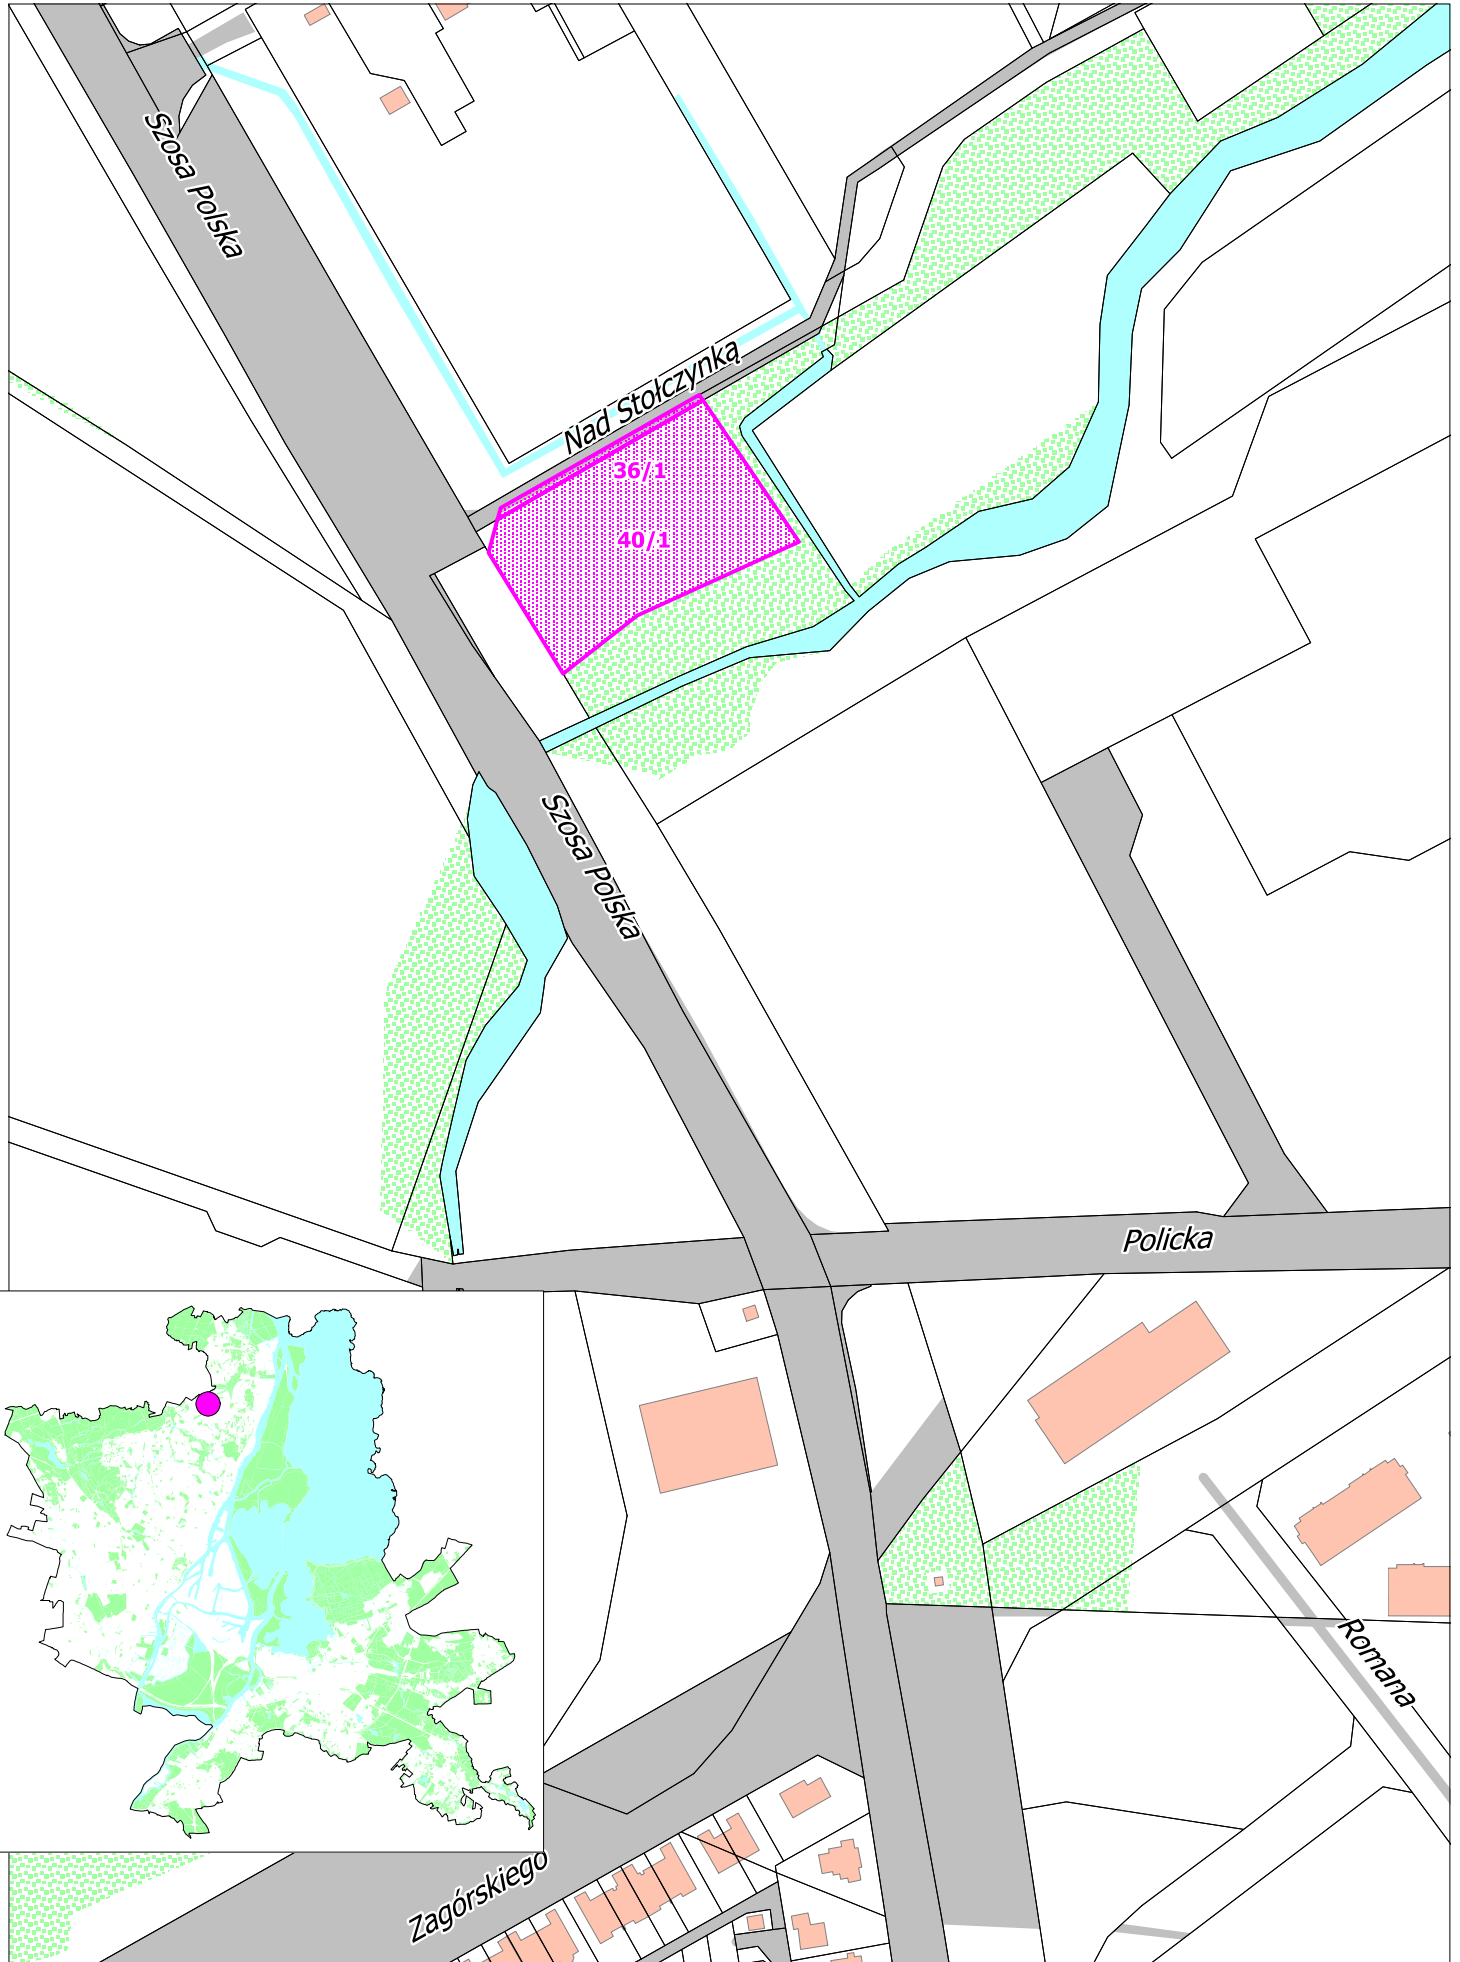 Szosa Polska
Nad Stołczynką
36/1
40/1
Szosa Polska
Policka
Romana
Zagórskiego